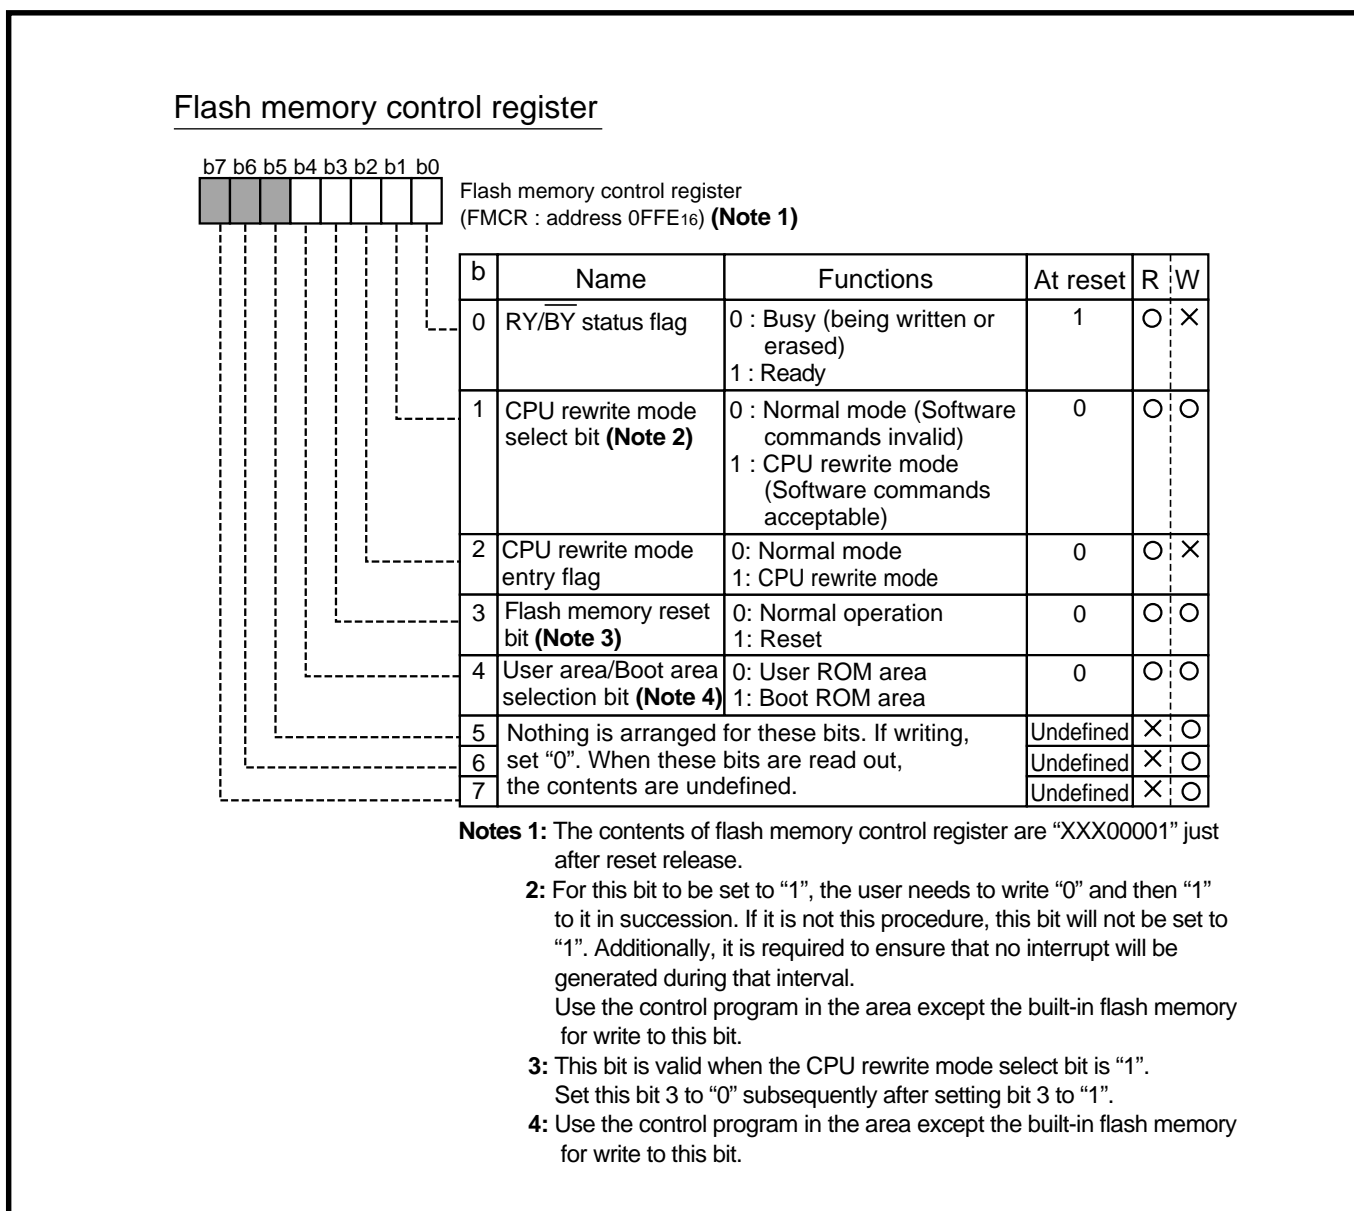 Flash memory control register
b7 b6 b5 b4 b3 b2 b1 b0
Flash memory control register
(FMCR : address 0FFE16) (Note 1)
b Name Functions At reset R W
0 RY/BY status flag 0 : Busy (being written or 1 ○ ×
erased)
1 : Ready
1 CPU rewrite mode 0 : Normal mode (Software 0 ○ ○
select bit (Note 2) commands invalid)
1 : CPU rewrite mode
(Software commands
acceptable)
2 CPU rewrite mode 0: Normal mode 0 ○ ×
entry flag 1: CPU rewrite mode
3 Flash memory reset 0: Normal operation 0 ○ ○
bit (Note 3) 1: Reset
4 User area/Boot area 0: User ROM area 0 ○ ○
selection bit (Note 4) 1: Boot ROM area
5 Nothing is arranged for these bits. If writing, Undefined × ○
6 set “0”. When these bits are read out, Undefined × ○
7 the contents are undefined. Undefined × ○
Notes 1: The contents of flash memory control register are “XXX00001” just
after reset release.
2: For this bit to be set to “1”, the user needs to write “0” and then “1”
to it in succession. If it is not this procedure, this bit will not be set to
“1”. Additionally, it is required to ensure that no interrupt will be
generated during that interval.
Use the control program in the area except the built-in flash memory
for write to this bit.
3: This bit is valid when the CPU rewrite mode select bit is “1”.
Set this bit 3 to “0” subsequently after setting bit 3 to “1”.
4: Use the control program in the area except the built-in flash memory
for write to this bit.